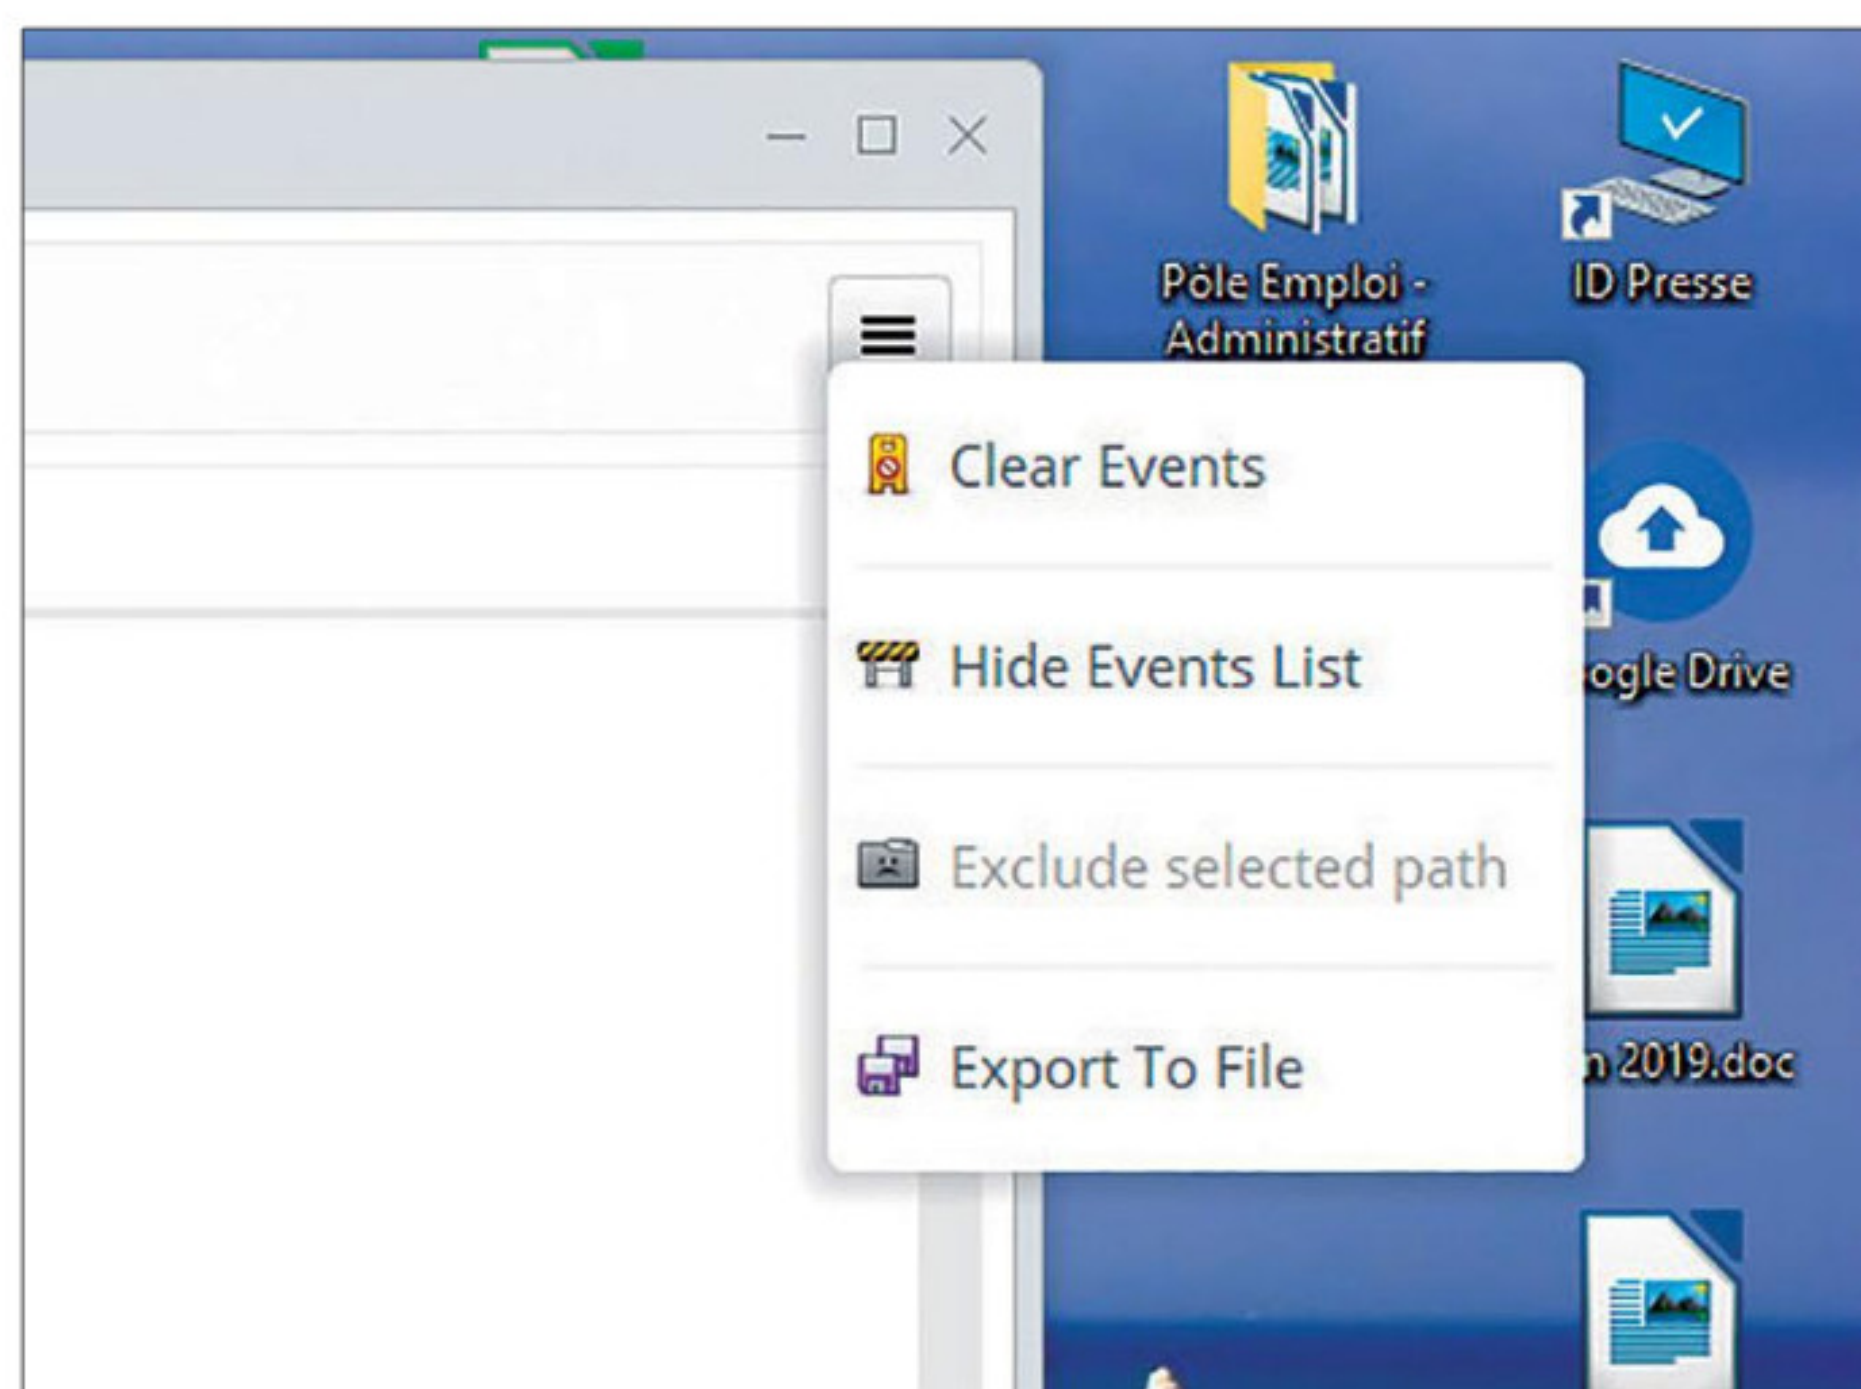 Pôle Emploi -
Administratif
ID Presse
Clear Events
Hide Events List
Exclude selected path
Export To File
ogle Drive
n 2019.doc